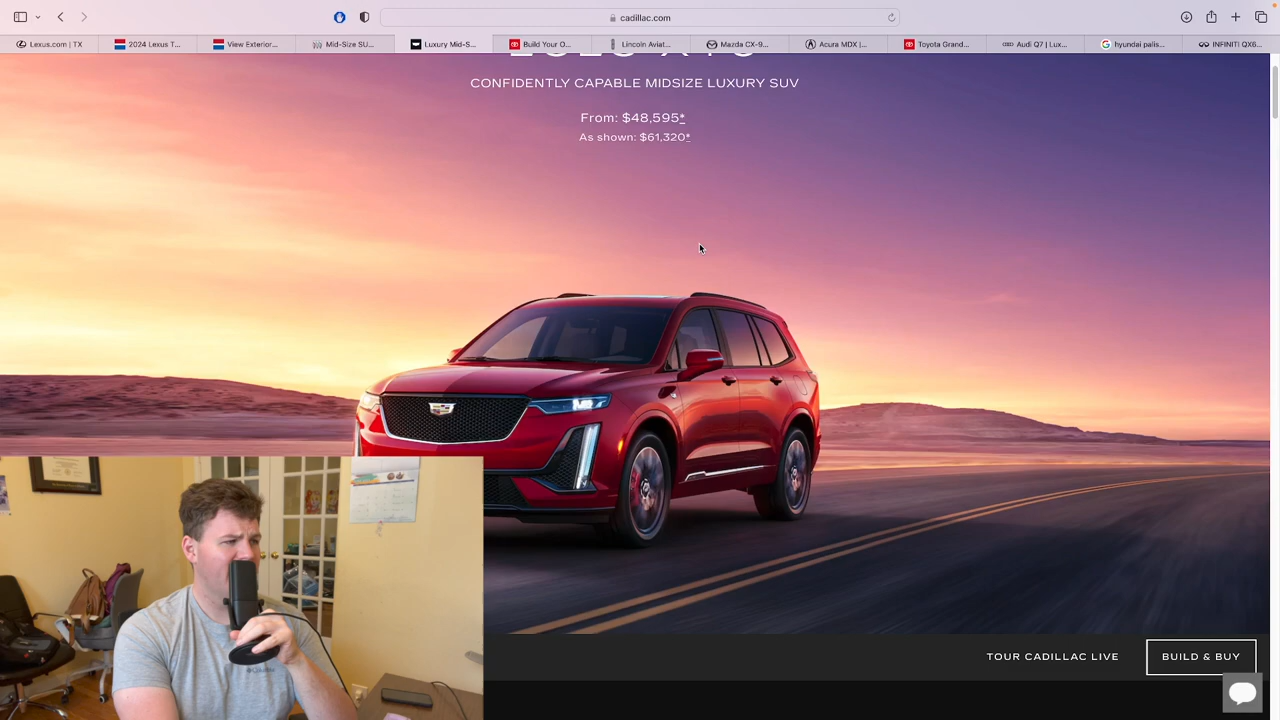 cadillac.com
Lexus.com | TX
2024 Lexus T...
View Exterior...
Mid-Size SU...
Luxury Mid-S...
Build Your O...
Lincoln Aviat...
Mazda CX-9...
Acura MDX |...
Toyota Grand...
Audi Q7 | Lux...
hyundai palis...
INFINITI QX6...
CONFIDENTLY CAPABLE MIDSIZE LUXURY SUV
From: $48,595*
As shown: $61,320*
TOUR CADILLAC LIVE
BUILD & BUY